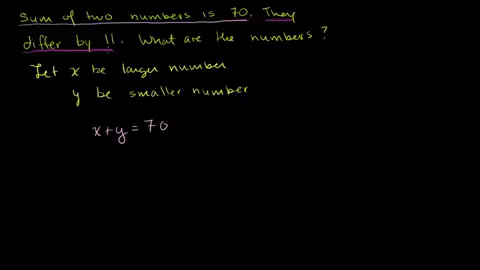 Sum of two numbers is 70. They
differ by 11. What are the numbers?
Let x be larger number
y be smaller number
x+y=70